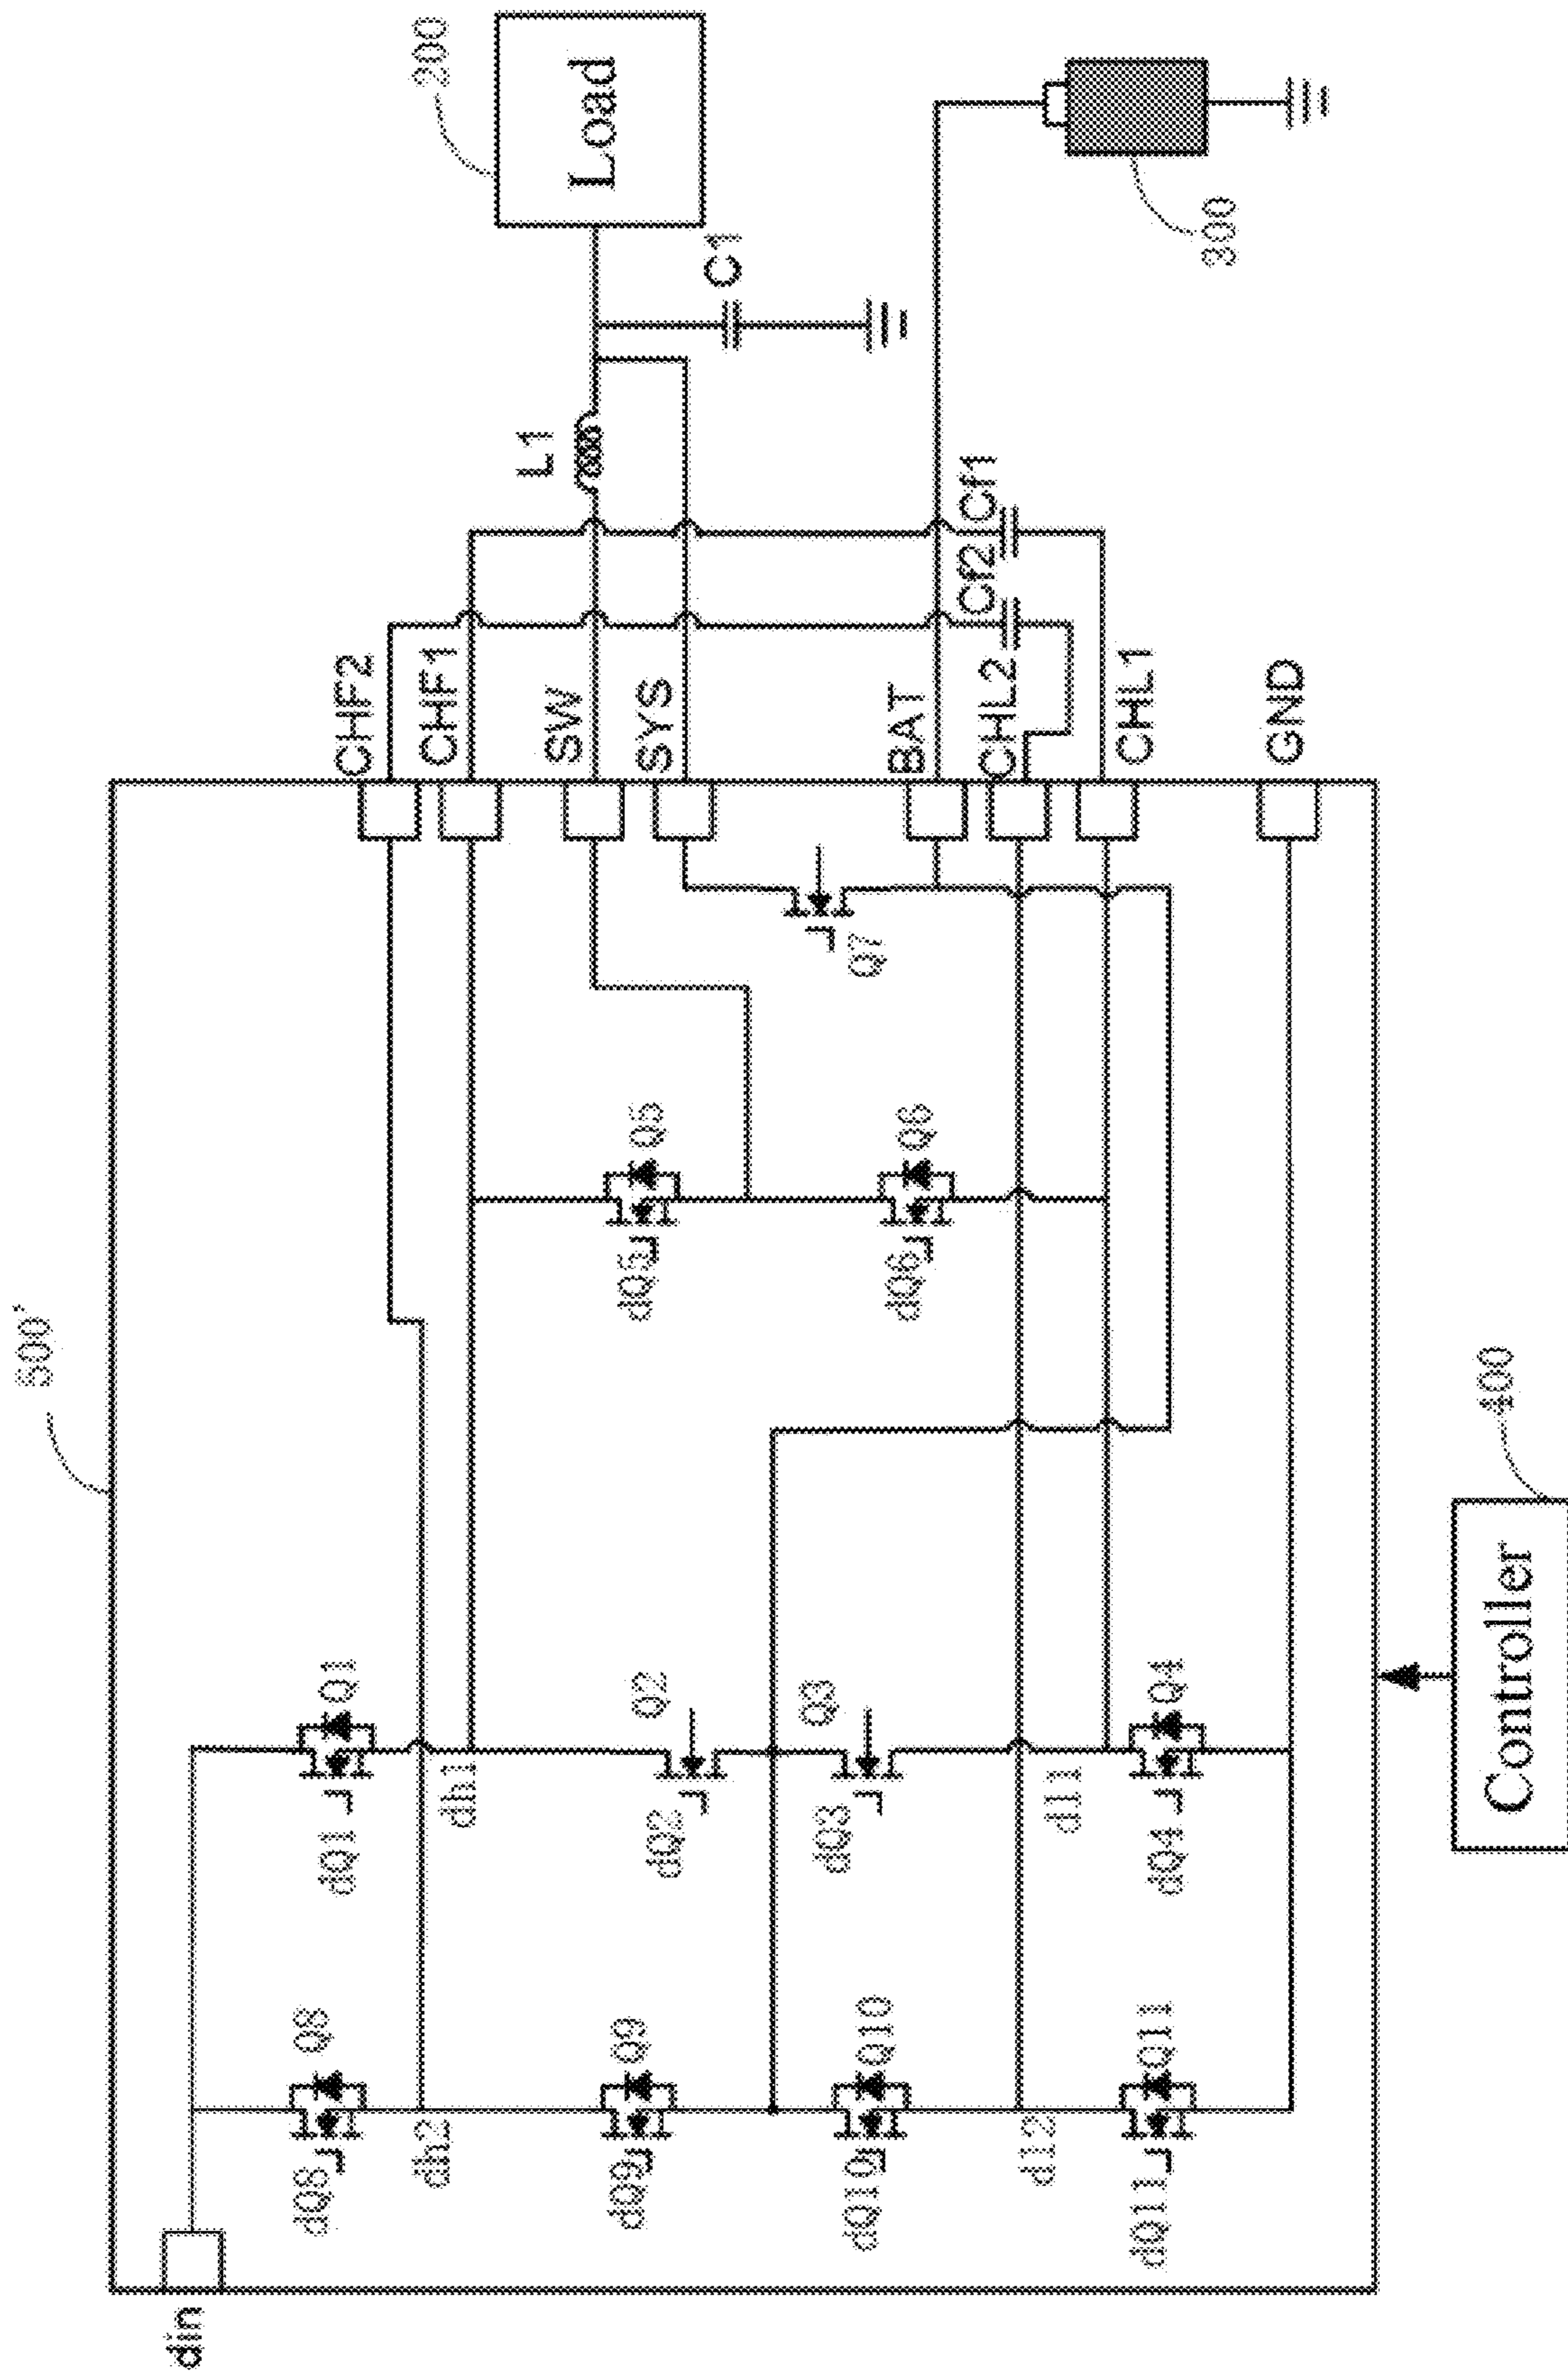 500'
din
dQ8
Q8
dh2
dQ9
Q9
dQ10
Q10
dl2
dQ11
Q11
dQ1
Q1
dh1
dQ2
Q2
dQ3
Q3
dl1
dQ4
Q4
dQ5
Q5
dQ6
Q6
Q7
CHF2
CHF1
SW
SYS
BAT
CHL2
CHL1
GND
L1
Cf2
Cf1
C1
Load
200
300
Controller
400